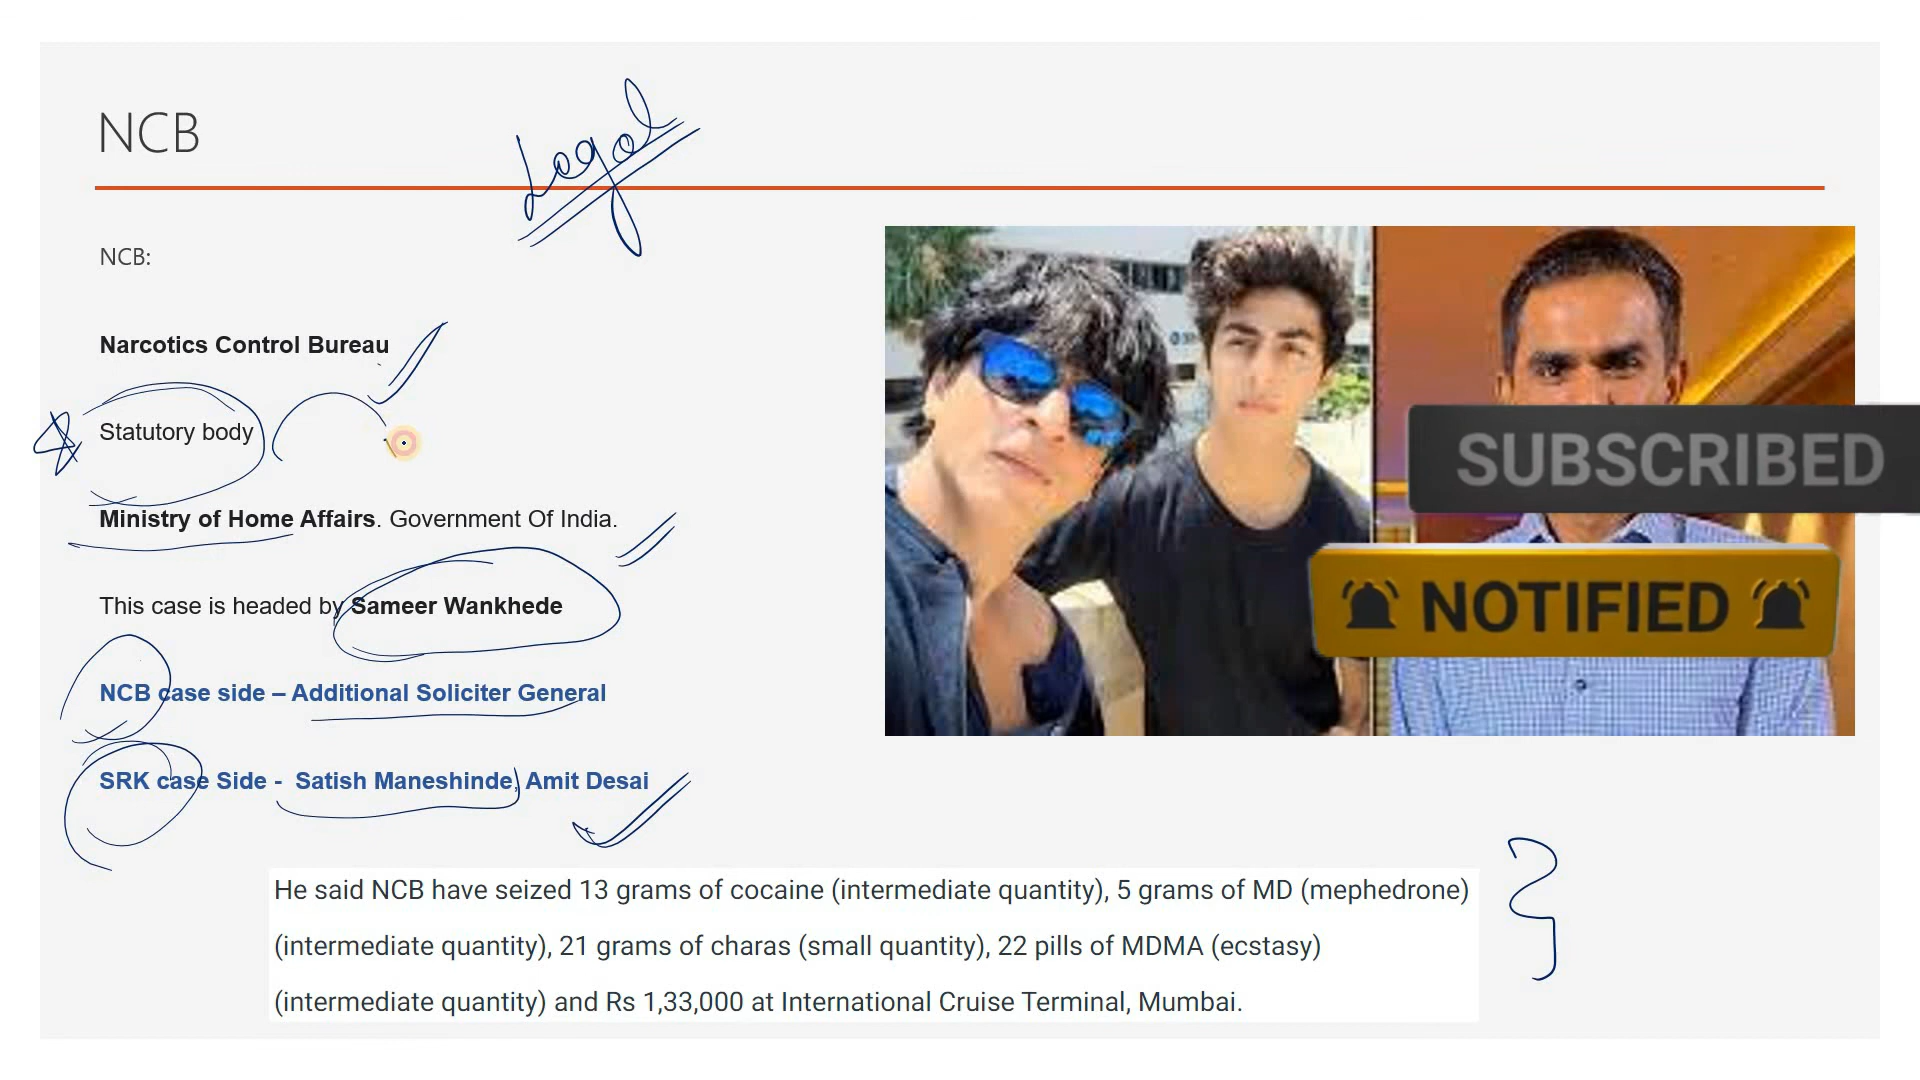 NCB
Legal
NCB:
Narcotics Control Bureau
Statutory body
Ministry of Home Affairs. Government Of India.
This case is headed by Sameer Wankhede
NCB case side – Additional Soliciter General
SRK case Side - Satish Maneshinde, Amit Desai
SUBSCRIBED
NOTIFIED
He said NCB have seized 13 grams of cocaine (intermediate quantity), 5 grams of MD (mephedrone)
(intermediate quantity), 21 grams of charas (small quantity), 22 pills of MDMA (ecstasy)
(intermediate quantity) and Rs 1,33,000 at International Cruise Terminal, Mumbai.